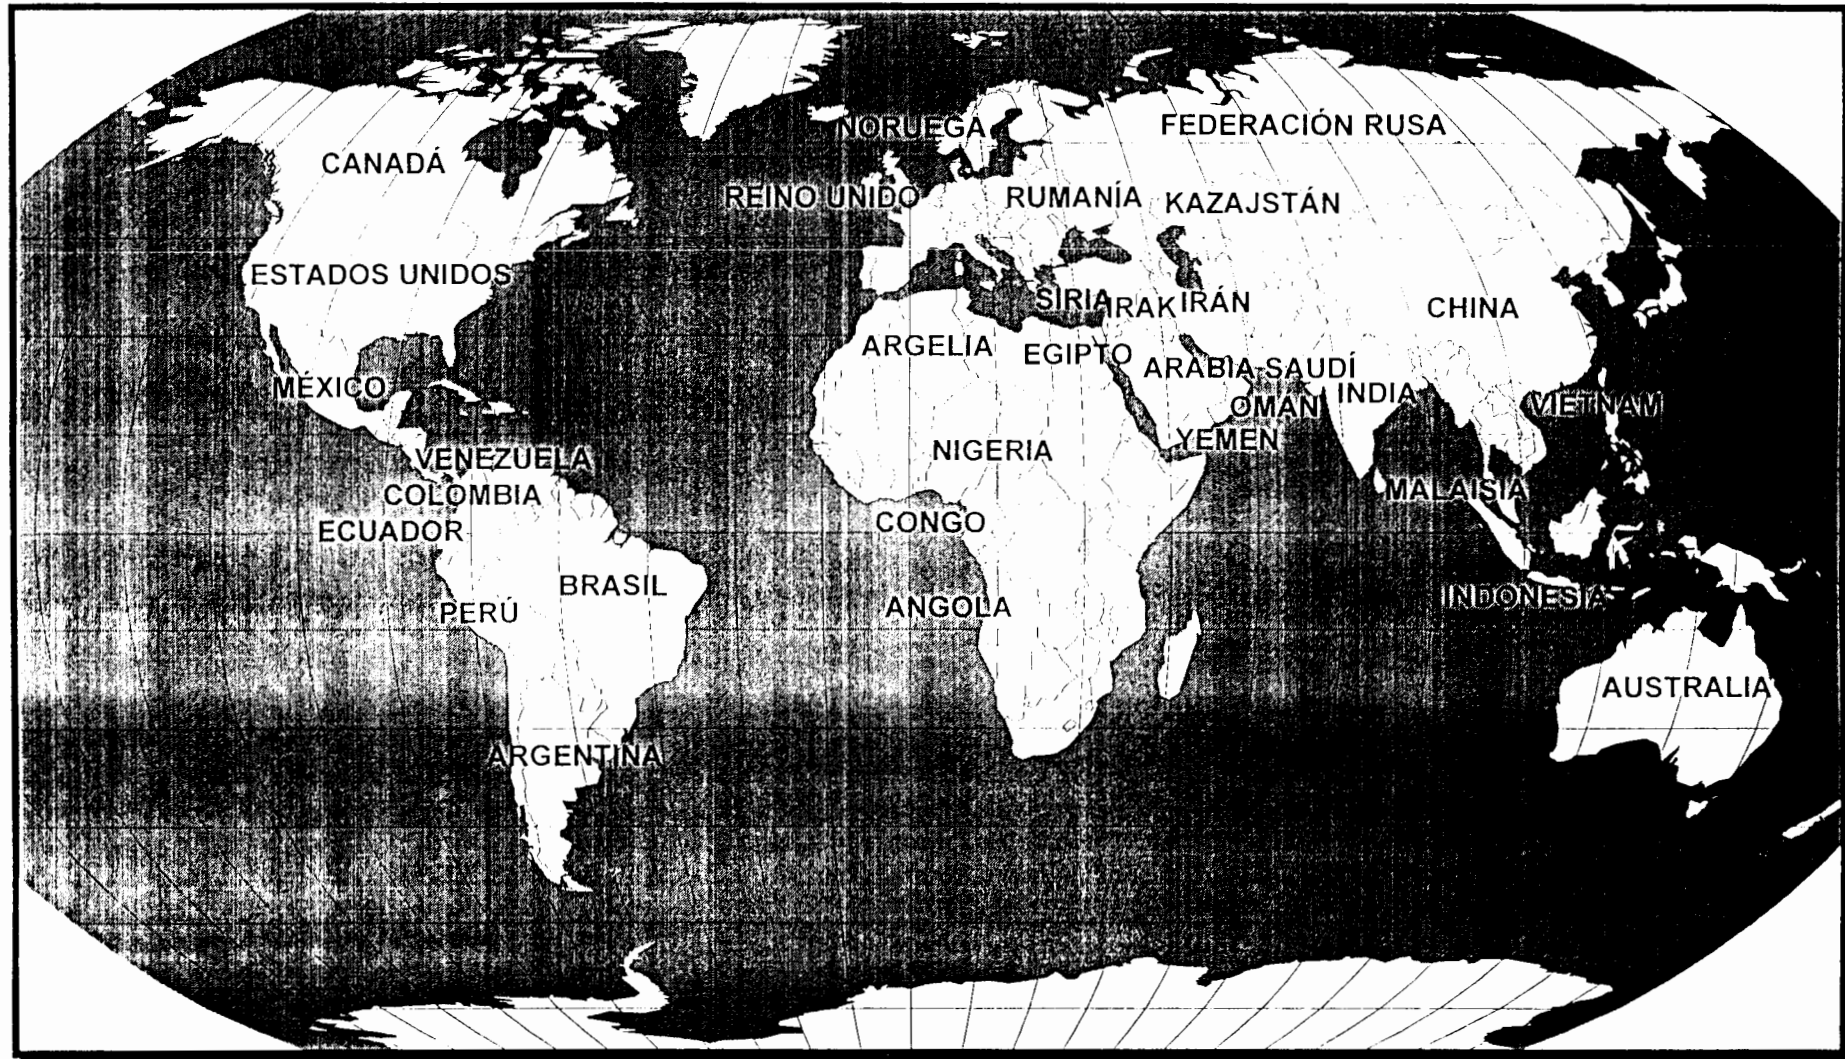 NORUEGA
FEDERACIÓN RUSA
CANADÁ
REINO UNIDO
RUMANÍA
KAZAJSTÁN
ESTADOS UNIDOS
SIRIA
IRAK
IRÁN
CHINA
ARGELIA
EGIPTO
ARABIA SAUDÍ
MÉXICO
INDIA
OMÁN
VIETNAM
YEMEN
NIGERIA
VENEZUELA
COLOMBIA
MALAISIA
ECUADOR
CONGO
BRASIL
PERÚ
ANGOLA
INDONESIA
AUSTRALIA
ARGENTINA